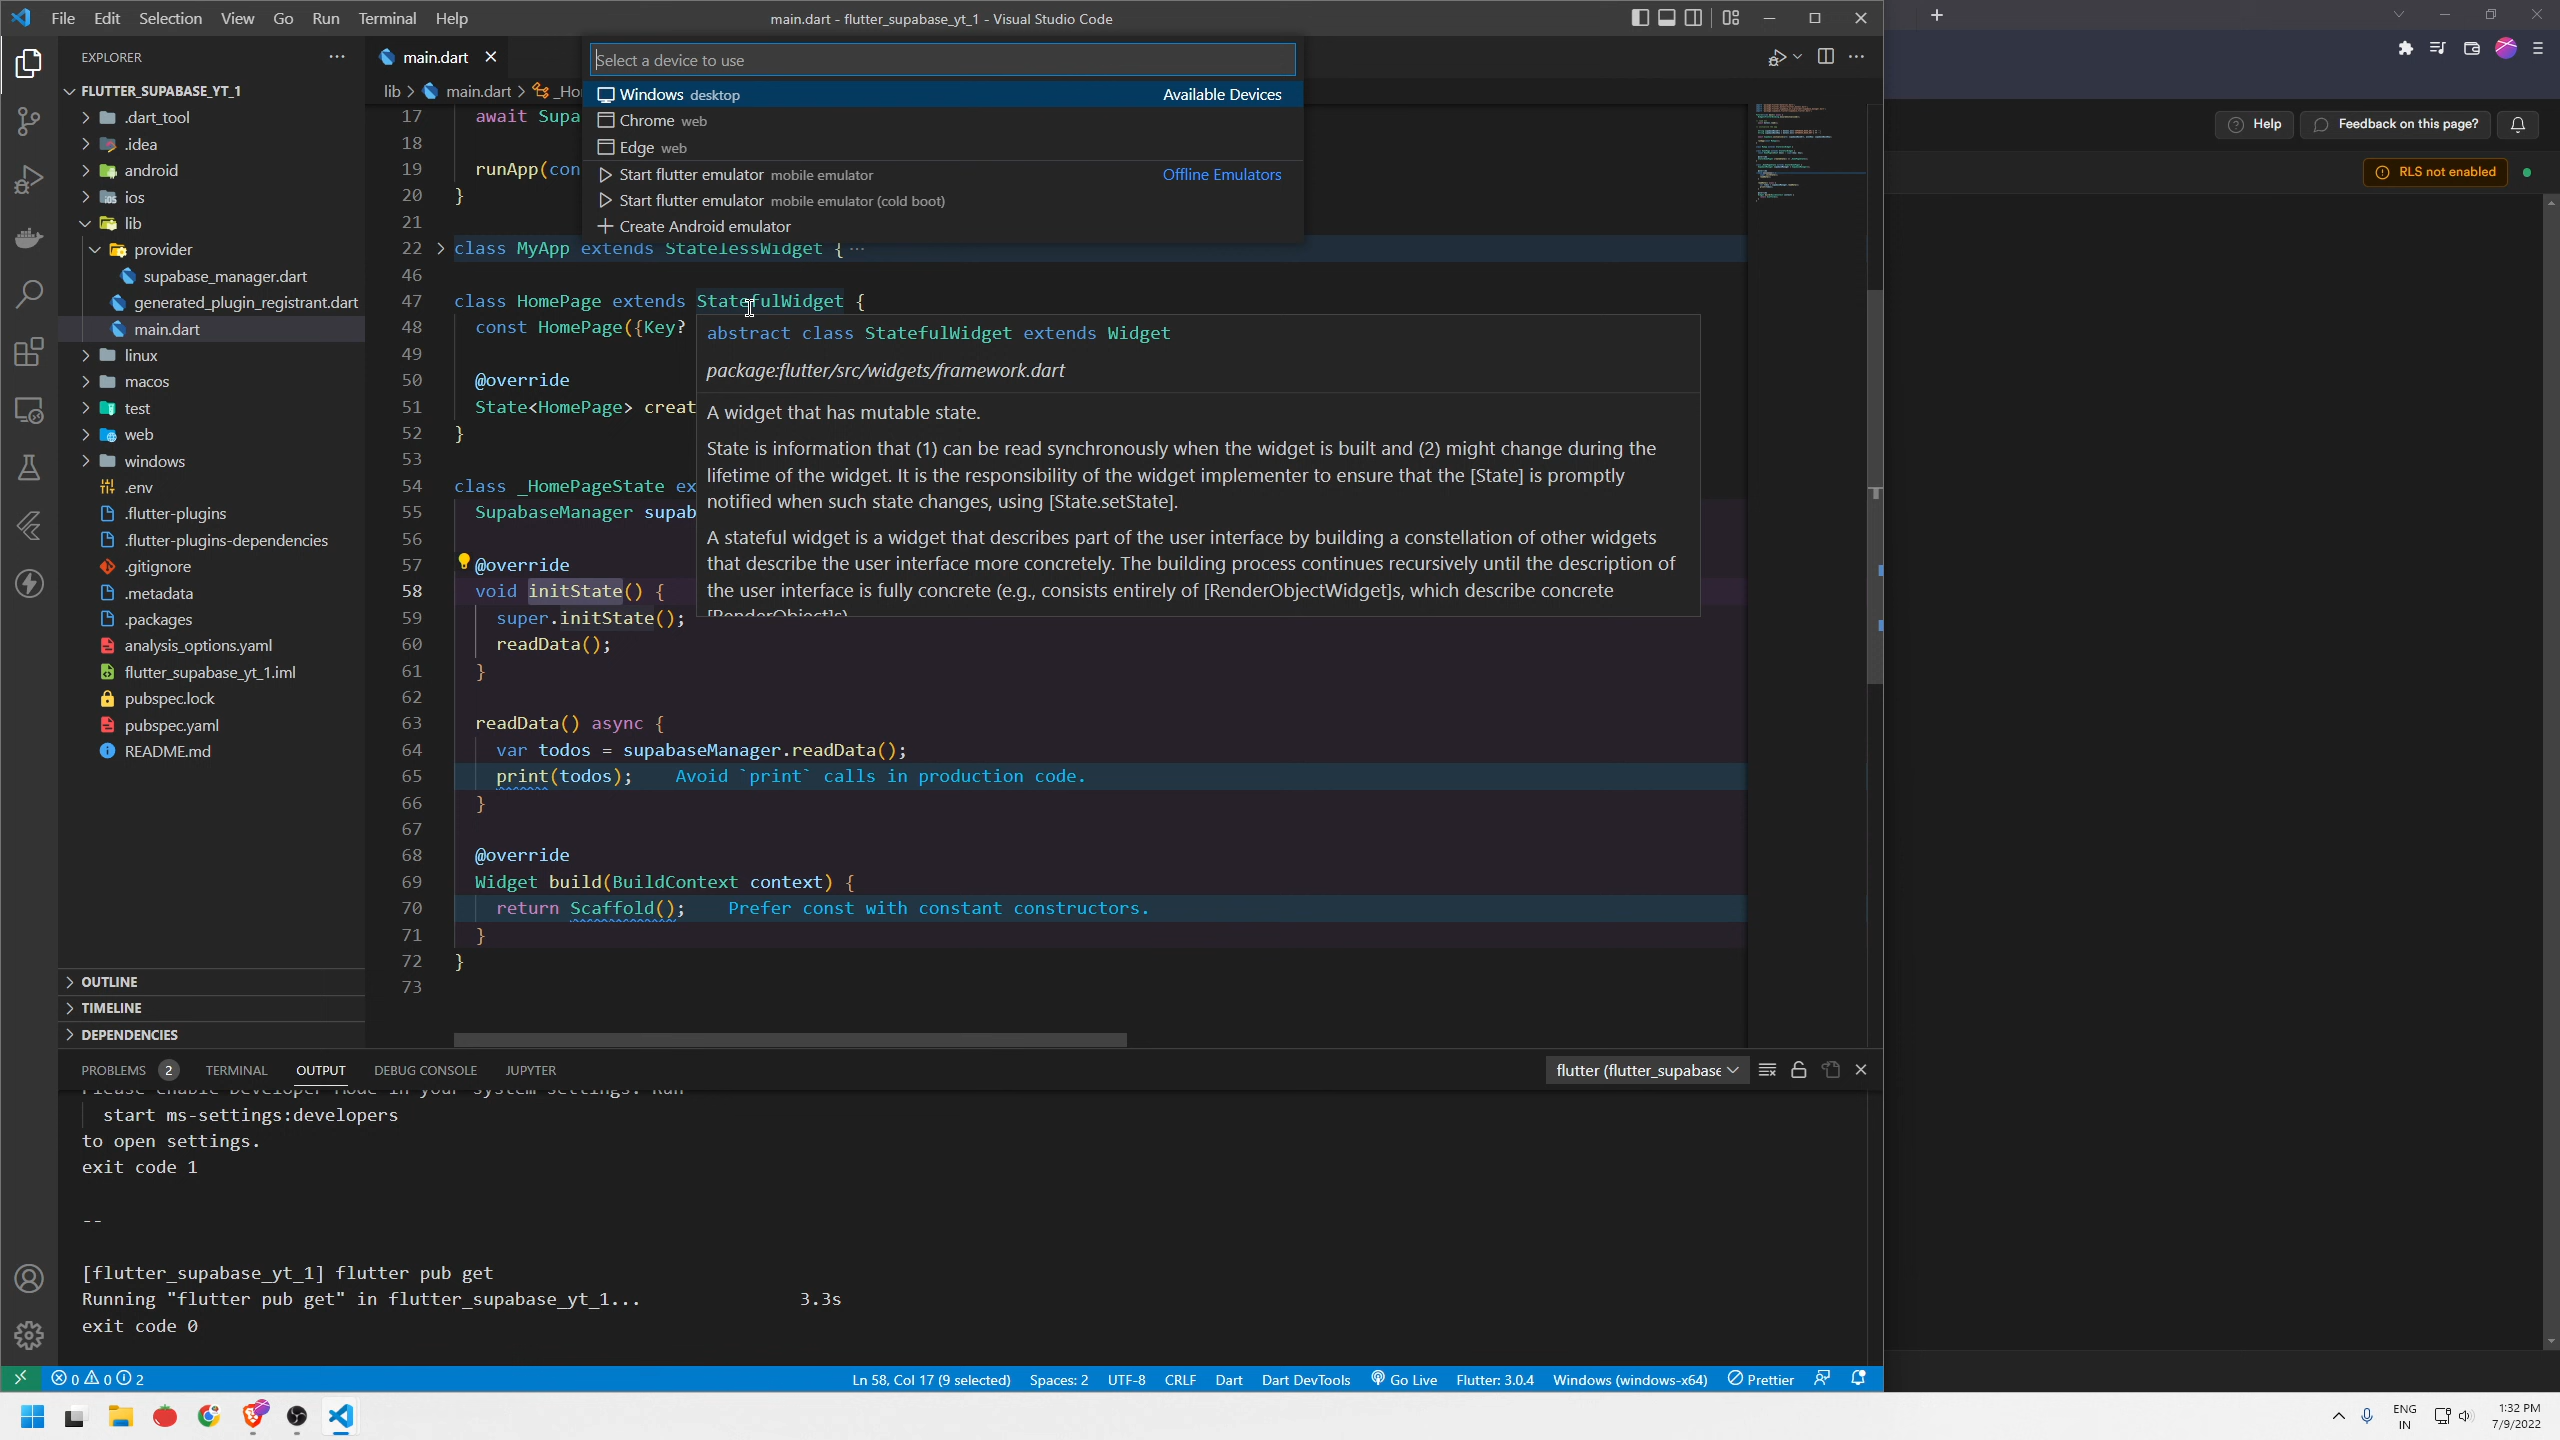 File Edit Selection View Go Run Terminal Help
main.dart - flutter_supabase_yt_1 - Visual Studio Code
EXPLORER
main.dart
Select a device to use
FLUTTER_SUPABASE_YT_1
lib > main.dart >
Windows desktop Available Devices
Chrome web
Edge web
Start flutter emulator mobile emulator Offline Emulators
Start flutter emulator mobile emulator (cold boot)
Create Android emulator
.dart_tool
.idea
android
ios
lib
provider
supabase_manager.dart
generated_plugin_registrant.dart
main.dart
linux
macos
test
web
windows
.env
.flutter-plugins
.flutter-plugins-dependencies
.gitignore
.metadata
.packages
analysis_options.yaml
flutter_supabase_yt_1.iml
pubspec.lock
pubspec.yaml
README.md
OUTLINE
TIMELINE
DEPENDENCIES
17 await Supa
18
19 runApp(con
20 }
21
22 class MyApp extends StatelessWidget { ...
46
47 class HomePage extends StatefulWidget {
48 const HomePage({Key?
49
50 @override
51 State<HomePage> creat
52 }
53
54 class _HomePageState ex
55 SupabaseManager supab
56
57 @override
58 void initState() {
59 super.initState();
60 readData();
61 }
62
63 readData() async {
64 var todos = supabaseManager.readData();
65 print(todos); Avoid `print` calls in production code.
66 }
67
68 @override
69 Widget build(BuildContext context) {
70 return Scaffold(); Prefer const with constant constructors.
71 }
72 }
73
abstract class StatefulWidget extends Widget
package:flutter/src/widgets/framework.dart
A widget that has mutable state.
State is information that (1) can be read synchronously when the widget is built and (2) might change during the
lifetime of the widget. It is the responsibility of the widget implementer to ensure that the [State] is promptly
notified when such state changes, using [State.setState].
A stateful widget is a widget that describes part of the user interface by building a constellation of other widgets
that describe the user interface more concretely. The building process continues recursively until the description of
the user interface is fully concrete (e.g., consists entirely of [RenderObjectWidget]s, which describe concrete
[RenderObject]s).
PROBLEMS 2 TERMINAL OUTPUT DEBUG CONSOLE JUPYTER
flutter (flutter_supabase
Please enable Developer Mode in your system settings. Run
start ms-settings:developers
to open settings.
exit code 1
--
[flutter_supabase_yt_1] flutter pub get
Running "flutter pub get" in flutter_supabase_yt_1... 3.3s
exit code 0
0 0 2
Ln 58, Col 17 (9 selected) Spaces: 2 UTF-8 CRLF Dart Dart DevTools Go Live Flutter: 3.0.4 Windows (windows-x64) Prettier
Help
Feedback on this page?
RLS not enabled
ENG
IN
1:32 PM
7/9/2022